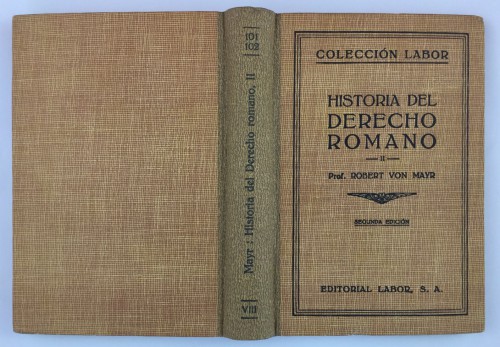 101
102
Mayr : Historia del Derecho romano, II
VIII
COLECCIÓN LABOR
HISTORIA DEL
DERECHO
ROMANO
II
Prof. ROBERT VON MAYR
SEGUNDA EDICIÓN
EDITORIAL LABOR, S. A.